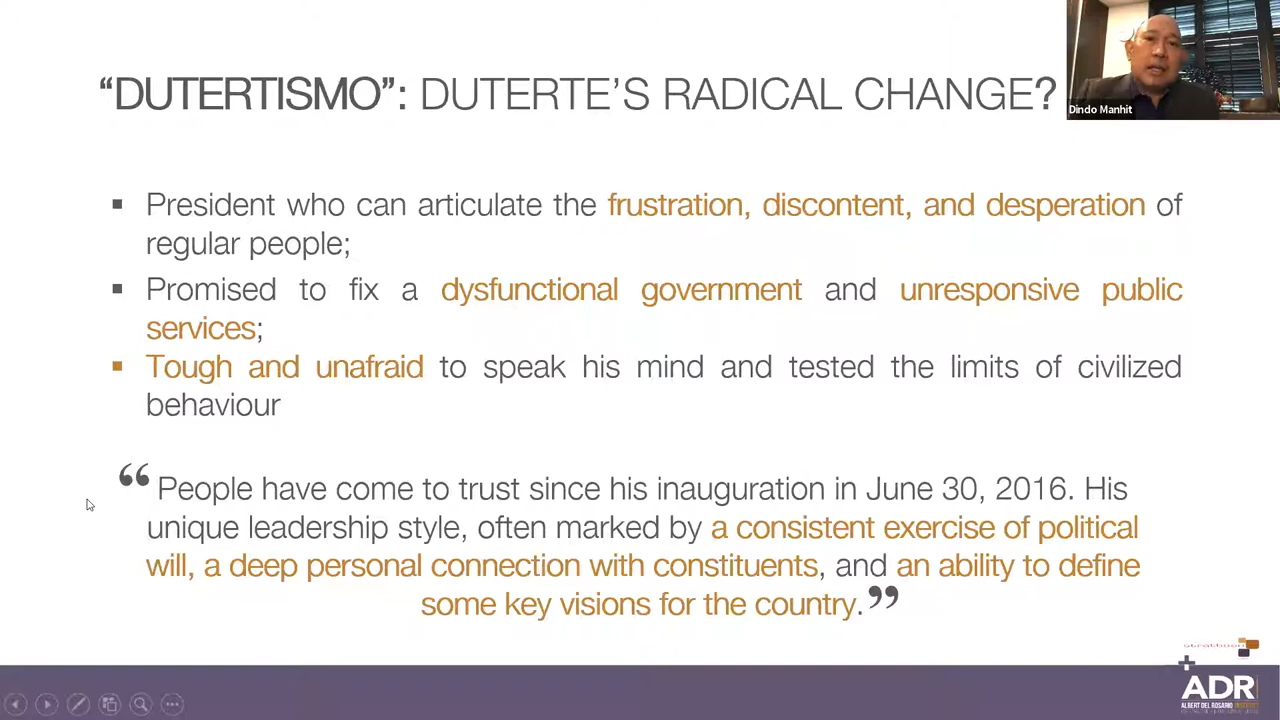 “DUTERTISMO”: DUTERTE’S RADICAL CHANGE?
Dindo Manhit
▪ President who can articulate the frustration, discontent, and desperation of
regular people;
▪ Promised to fix a dysfunctional government and unresponsive public
services;
▪ Tough and unafraid to speak his mind and tested the limits of civilized
behaviour
“People have come to trust since his inauguration in June 30, 2016. His
unique leadership style, often marked by a consistent exercise of political
will, a deep personal connection with constituents, and an ability to define
some key visions for the country.”
ADR
ALBERT DEL ROSARIO INSTITUTE